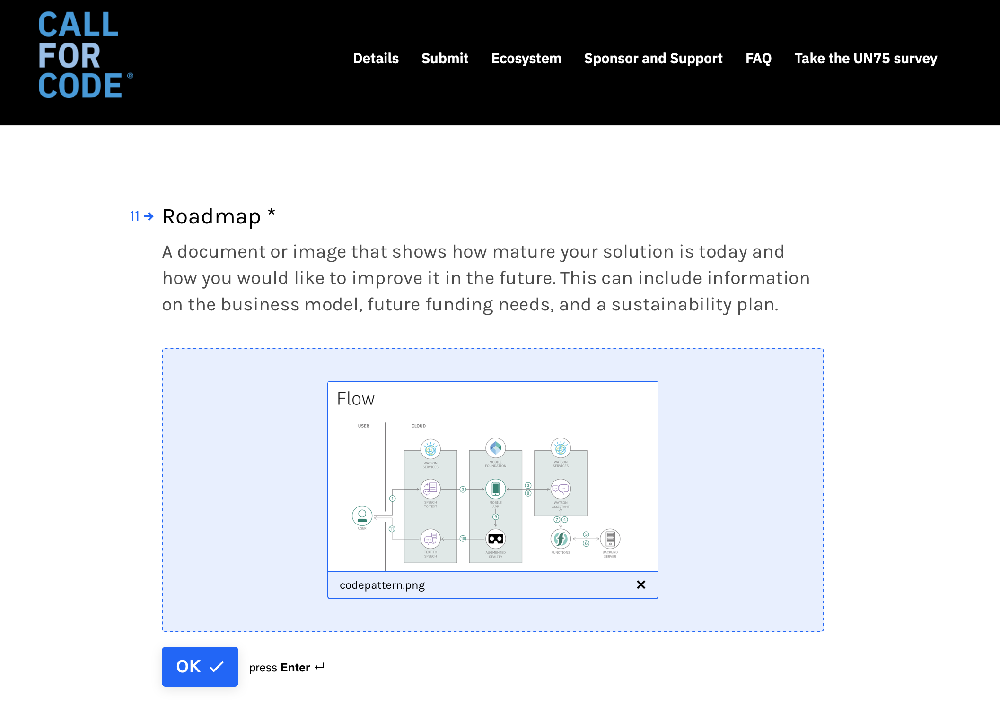 CALL
FOR
CODE ®
Details Submit Ecosystem Sponsor and Support FAQ Take the UN75 survey
11 → Roadmap *
A document or image that shows how mature your solution is today and
how you would like to improve it in the future. This can include information
on the business model, future funding needs, and a sustainability plan.
Flow
USER CLOUD
WATSON
SERVICES
MOBILE
FOUNDATION
WATSON
SERVICES
1
2
3
8
SPEECH
TO TEXT
MOBILE
APP
WATSON
ASSISTANT
9
7 4
USER
11
10
5
6
TEXT TO
SPEECH
AUGMENTED
REALITY
FUNCTIONS
BACKEND
SERVER
codepattern.png ✕
OK ✓ press Enter ↵